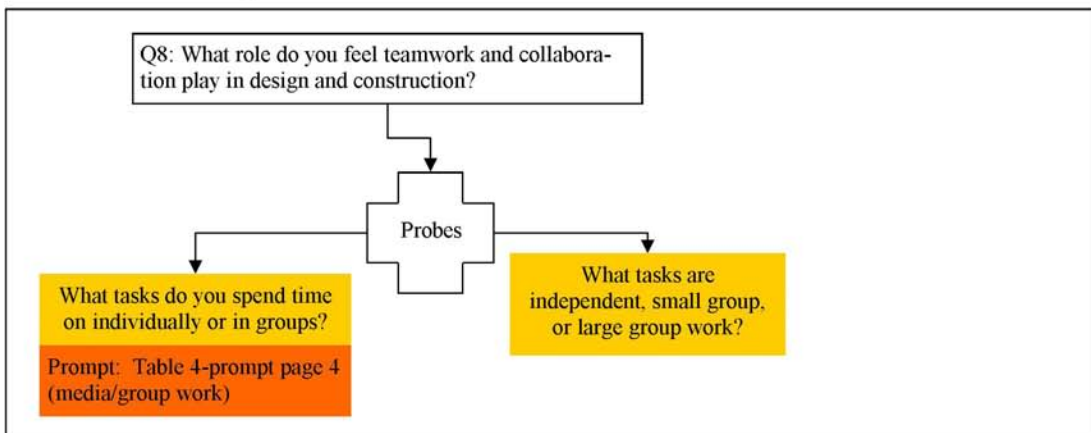 Q8: What role do you feel teamwork and collabora-
tion play in design and construction?
Probes
What tasks do you spend time
on individually or in groups?
Prompt:  Table 4-prompt page 4
(media/group work)
What tasks are
independent, small group,
or large group work?